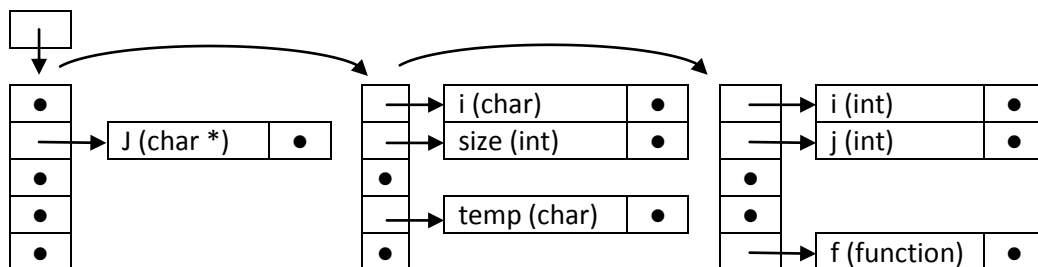 i (char)
i (int)
J (char *)
size (int)
j (int)
temp (char)
f (function)